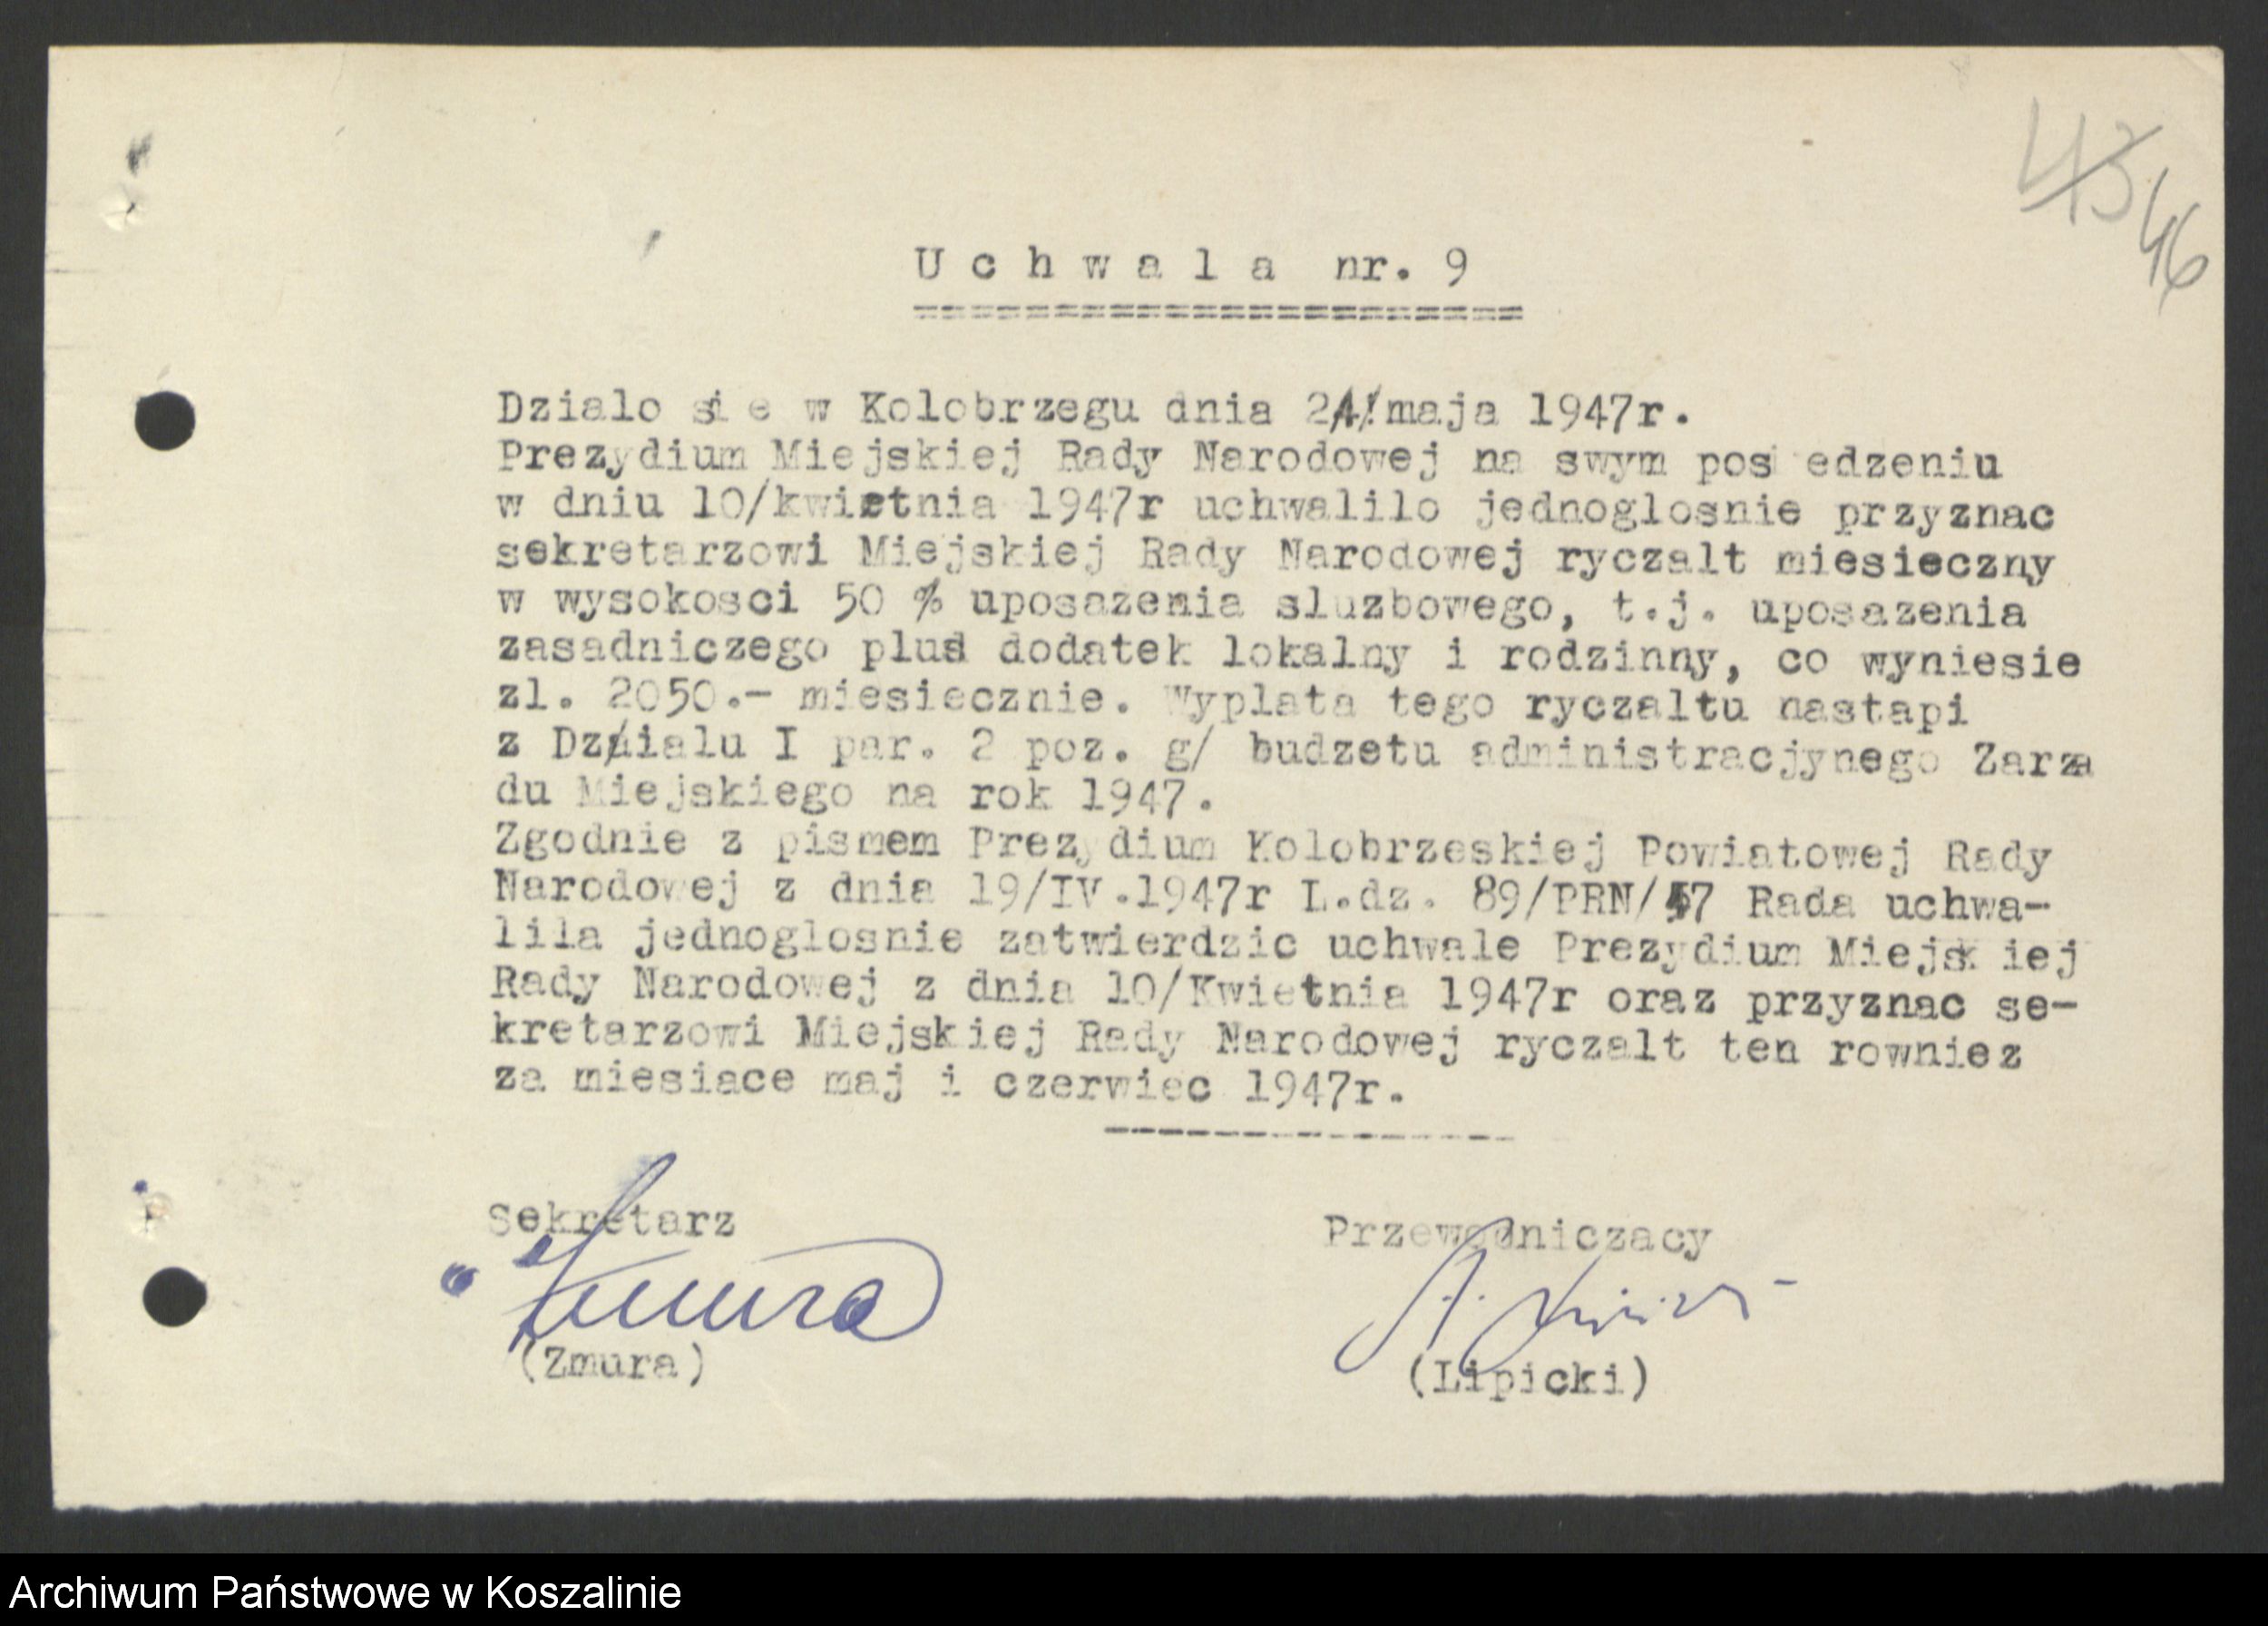 43
46
U c h w a l a nr. 9
======================
Dzialo sie w Kolobrzegu dnia 24/maja 1947r.
Prezydium Miejskiej Rady Narodowej na swym posiedzeniu
w dniu 10/kwietnia 1947r uchwalilo jednoglosnie przyznac
sekretarzowi Miejskiej Rady Narodowej ryczalt miesieczny
w wysokosci 50 % uposazenia sluzbowego, t.j. uposazenia
zasadniczego plus dodatek lokalny i rodzinny, co wyniesie
zl. 2050.- miesiecznie. Wyplata tego ryczaltu nastapi
z Dzialu I par. 2 poz. g/ budzetu administracjynego Zarza
du Miejskiego na rok 1947.
Zgodnie z pismem Prezydium Kolobrzeskiej Powiatowej Rady
Narodowej z dnia 19/IV.1947r L.dz. 89/PRN/47 Rada uchwa-
lila jednoglosnie zatwierdzic uchwale Prezydium Miejskiej
Rady Narodowej z dnia 10/Kwietnia 1947r oraz przyznac se-
kretarzowi Miejskiej Rady Narodowej ryczalt ten rowniez
za miesiace maj i czerwiec 1947r.
---------------
Sekretarz Przewodniczacy
Zmura
(Zmura) (Lipicki)
Archiwum Państwowe w Koszalinie